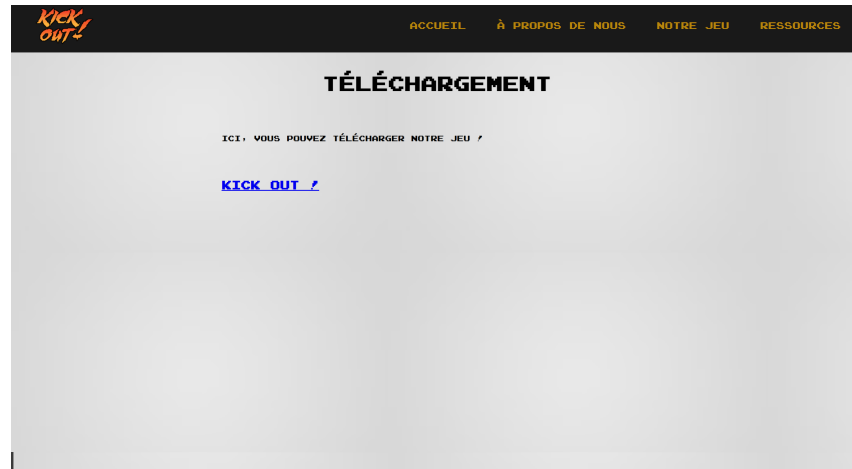 KICK
OUT!
ACCUEIL À PROPOS DE NOUS NOTRE JEU RESSOURCES
TÉLÉCHARGEMENT
ICI, VOUS POUVEZ TÉLÉCHARGER NOTRE JEU !
KICK OUT !